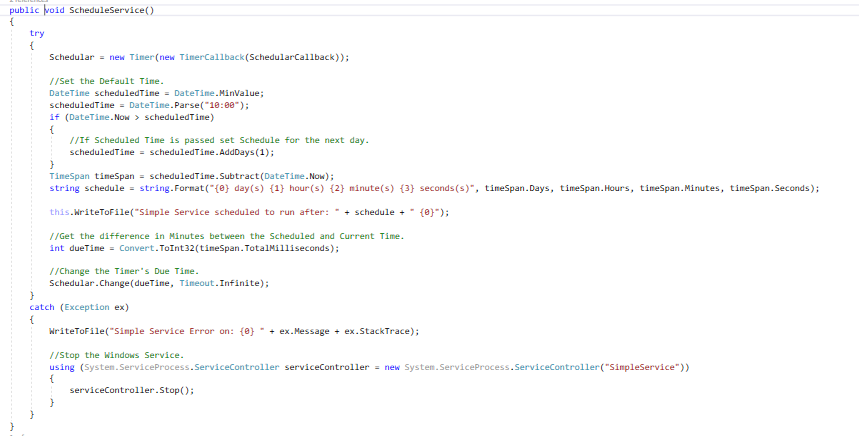 public void ScheduleService()
{
try
{
Schedular = new Timer(new TimerCallback(SchedularCallback));
//Set the Default Time.
DateTime scheduledTime = DateTime.MinValue;
scheduledTime = DateTime.Parse("10:00");
if (DateTime.Now > scheduledTime)
{
//If Scheduled Time is passed set Schedule for the next day.
scheduledTime = scheduledTime.AddDays(1);
}
TimeSpan timeSpan = scheduledTime.Subtract(DateTime.Now);
string schedule = string.Format("{0} day(s) {1} hour(s) {2} minute(s) {3} seconds(s)", timeSpan.Days, timeSpan.Hours, timeSpan.Minutes, timeSpan.Seconds);
this.WriteToFile("Simple Service scheduled to run after: " + schedule + " {0}");
//Get the difference in Minutes between the Scheduled and Current Time.
int dueTime = Convert.ToInt32(timeSpan.TotalMilliseconds);
//Change the Timer's Due Time.
Schedular.Change(dueTime, Timeout.Infinite);
}
catch (Exception ex)
{
WriteToFile("Simple Service Error on: {0} " + ex.Message + ex.StackTrace);
//Stop the Windows Service.
using (System.ServiceProcess.ServiceController serviceController = new System.ServiceProcess.ServiceController("SimpleService"))
{
serviceController.Stop();
}
}
}